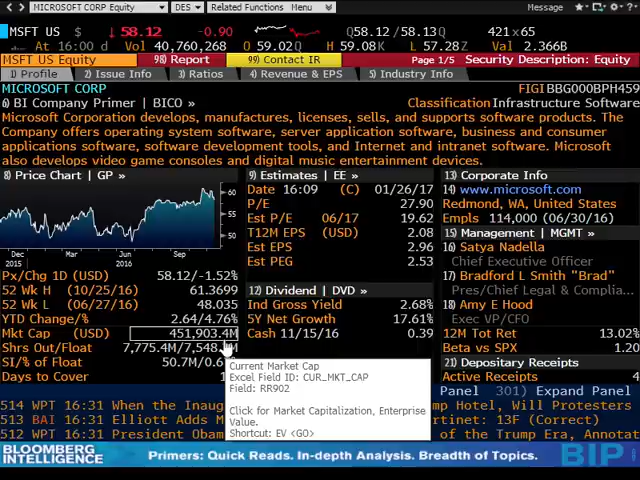 MICROSOFT CORP Equity DES Related Functions Menu Message
MSFT US $ 58.12 -0.90 Q58.12/58.13Q 421x65
At 16:00 d Vol 40,760,268 O 59.02Q H 59.08K L 57.28Z Val 2.366B
MSFT US Equity 98) Report 99) Contact IR Page 1/5 Security Description: Equity
1) Profile 2) Issue Info 3) Ratios 4) Revenue & EPS 5) Industry Info
MICROSOFT CORP FIGI BBG000BPH459
6) BI Company Primer | BICO » Classification Infrastructure Software
Microsoft Corporation develops, manufactures, licenses, sells, and supports software products. The
Company offers operating system software, server application software, business and consumer
applications software, software development tools, and Internet and intranet software. Microsoft
also develops video game consoles and digital music entertainment devices.
8) Price Chart | GP »
60
55
50
Dec Mar Jun Sep
2015 2016
Px/Chg 1D (USD) 58.12/-1.52%
52 Wk H (10/25/16) 61.3699
52 Wk L (06/27/16) 48.035
YTD Change/% 2.64/4.76%
Mkt Cap (USD) 451,903.4M
Shrs Out/Float 7,775.4M/7,548.
SI/% of Float 50.7M/0.6
Days to Cover
9) Estimates | EE »
Date 16:09 (C) 01/26/17
P/E 27.90
Est P/E 06/17 19.62
T12M EPS (USD) 2.08
Est EPS 2.96
Est PEG 2.53
12) Dividend | DVD »
Ind Gross Yield 2.68%
5Y Net Growth 17.61%
Cash 11/15/16 0.39
13) Corporate Info
14) www.microsoft.com
Redmond, WA, United States
Empls 114,000 (06/30/16)
15) Management | MGMT »
16) Satya Nadella
Chief Executive Officer
17) Bradford L Smith "Brad"
Pres/Chief Legal & Complia...
18) Amy E Hood
Exec VP/CFO
12M Tot Ret 13.02%
Beta vs SPX 1.20
21) Depositary Receipts
Active Receipts 4
Current Market Cap
Excel Field ID: CUR_MKT_CAP
Field: RR902
Click for Market Capitalization, Enterprise
Value.
Shortcut: EV <GO>
Panel 301) Expand Panel
514 WPT 16:31 When the Inaug Hotel, Will Protesters
513 BAI 16:31 Elliott Adds M rtinet: 13F (Correct)
512 WPT 16:31 President Obam of the Trump Era, Annotat
BLOOMBERG
INTELLIGENCE
Primers: Quick Reads. In-depth Analysis. Breadth of Topics.
BIP